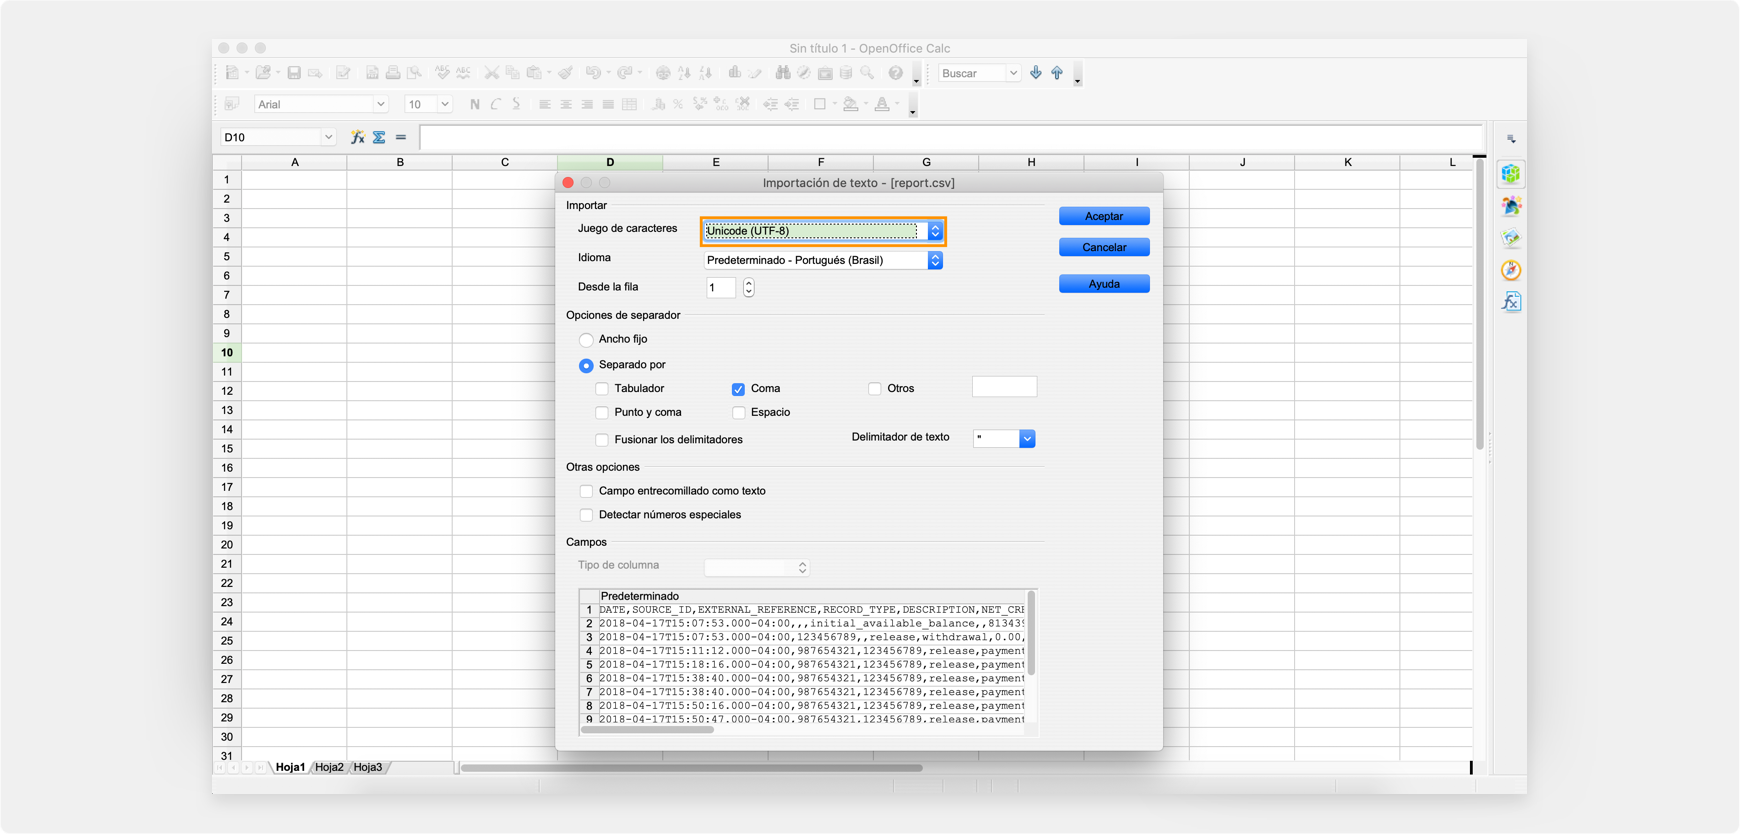 Sin título 1 - OpenOffice Calc
Buscar
Arial
10
N
D10
A B C D E F G H I J K L
Importación de texto - [report.csv]
Importar
Juego de caracteres
Unicode (UTF-8)
Aceptar
Idioma
Predeterminado - Portugués (Brasil)
Cancelar
Desde la fila
1
Ayuda
Opciones de separador
Ancho fijo
Separado por
Tabulador
Coma
Otros
Punto y coma
Espacio
Fusionar los delimitadores
Delimitador de texto
"
Otras opciones
Campo entrecomillado como texto
Detectar números especiales
Campos
Tipo de columna
Predeterminado
1 DATE,SOURCE_ID,EXTERNAL_REFERENCE,RECORD_TYPE,DESCRIPTION,NET_CRE
2 2018-04-17T15:07:53.000-04:00,,,initial_available_balance,,813439
3 2018-04-17T15:07:53.000-04:00,123456789,,release,withdrawal,0.00,
4 2018-04-17T15:11:12.000-04:00,987654321,123456789,release,payment
5 2018-04-17T15:18:16.000-04:00,987654321,123456789,release,payment
6 2018-04-17T15:38:40.000-04:00,987654321,123456789,release,payment
7 2018-04-17T15:38:40.000-04:00,987654321,123456789,release,payment
8 2018-04-17T15:50:16.000-04:00,987654321,123456789,release,payment
9 2018-04-17T15:50:47.000-04:00,987654321,123456789,release,payment
1
2
3
4
5
6
7
8
9
10
11
12
13
14
15
16
17
18
19
20
21
22
23
24
25
26
27
28
29
30
31
Hoja1 Hoja2 Hoja3